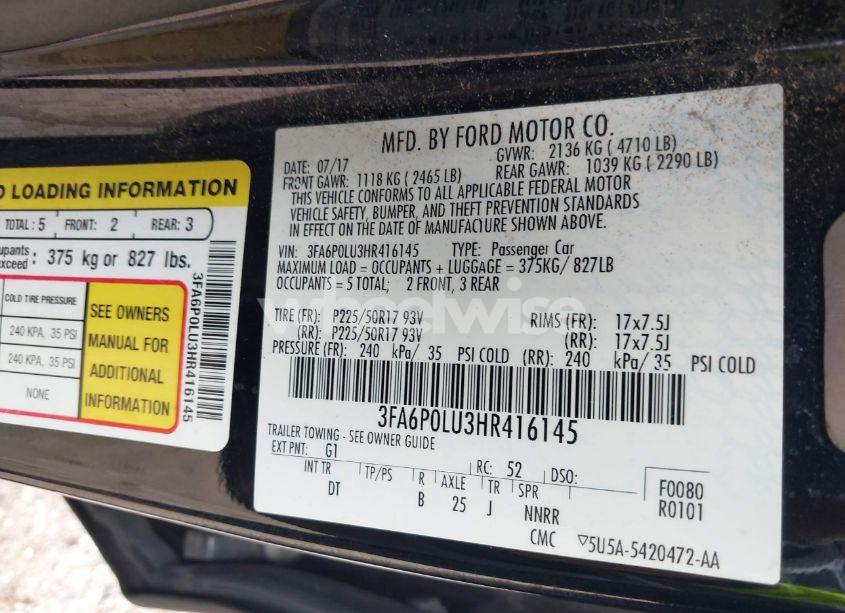 D LOADING INFORMATION
TOTAL: 5 FRONT: 2 REAR: 3
375 kg or 827 lbs.
COLD TIRE PRESSURE
240 KPA, 35 PSI
240 KPA, 35 PSI
NONE
SEE OWNERS
MANUAL FOR
ADDITIONAL
INFORMATION
3FA6P0LU3HR416145
MFD. BY FORD MOTOR CO.
DATE: 07/17 GVWR: 2136 KG ( 4710 LB)
FRONT GAWR: 1118 KG ( 2465 LB) REAR GAWR: 1039 KG ( 2290 LB)
THIS VEHICLE CONFORMS TO ALL APPLICABLE FEDERAL MOTOR
VEHICLE SAFETY, BUMPER, AND THEFT PREVENTION STANDARDS
IN EFFECT ON THE DATE OF MANUFACTURE SHOWN ABOVE.
VIN: 3FA6P0LU3HR416145 TYPE: Passenger Car
MAXIMUM LOAD = OCCUPANTS + LUGGAGE = 375KG/ 827LB
OCCUPANTS = 5 TOTAL; 2 FRONT, 3 REAR
wheelwise
TIRE (FR): P225/50R17 93V RIMS (FR): 17x7.5J
(RR): P225/50R17 93V (RR): 17x7.5J
PRESSURE (FR): 240 kPa/ 35 PSI COLD (RR): 240 kPa/ 35 PSI COLD
3FA6P0LU3HR416145
TRAILER TOWING - SEE OWNER GUIDE
EXT PNT: G1 RC: 52 DSO:
INT TR TP/PS R AXLE TR SPR
DT B 25 J NNRR
CMC
F0080
R0101
▽5U5A-5420472-AA